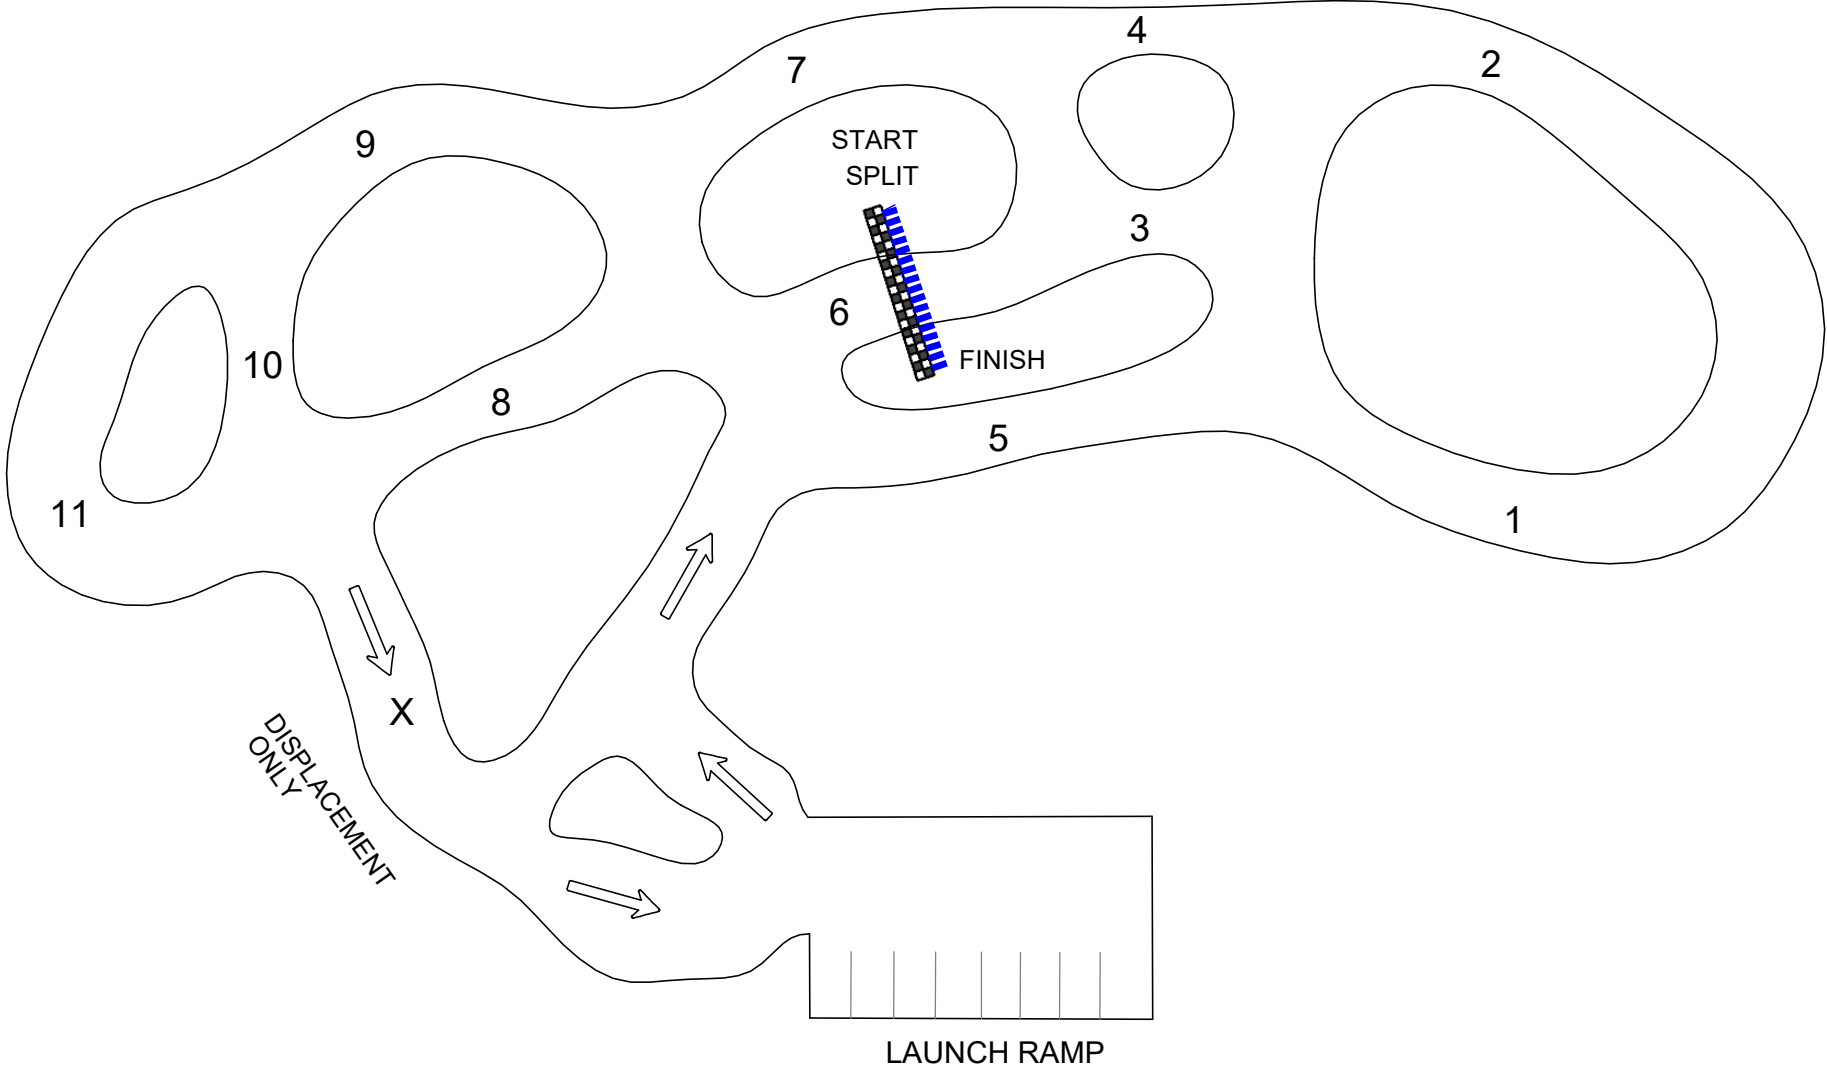 4
2
7
START
SPLIT
9
3
6
FINISH
10
8
5
11
1
X
DISPLACEMENT
ONLY
LAUNCH RAMP